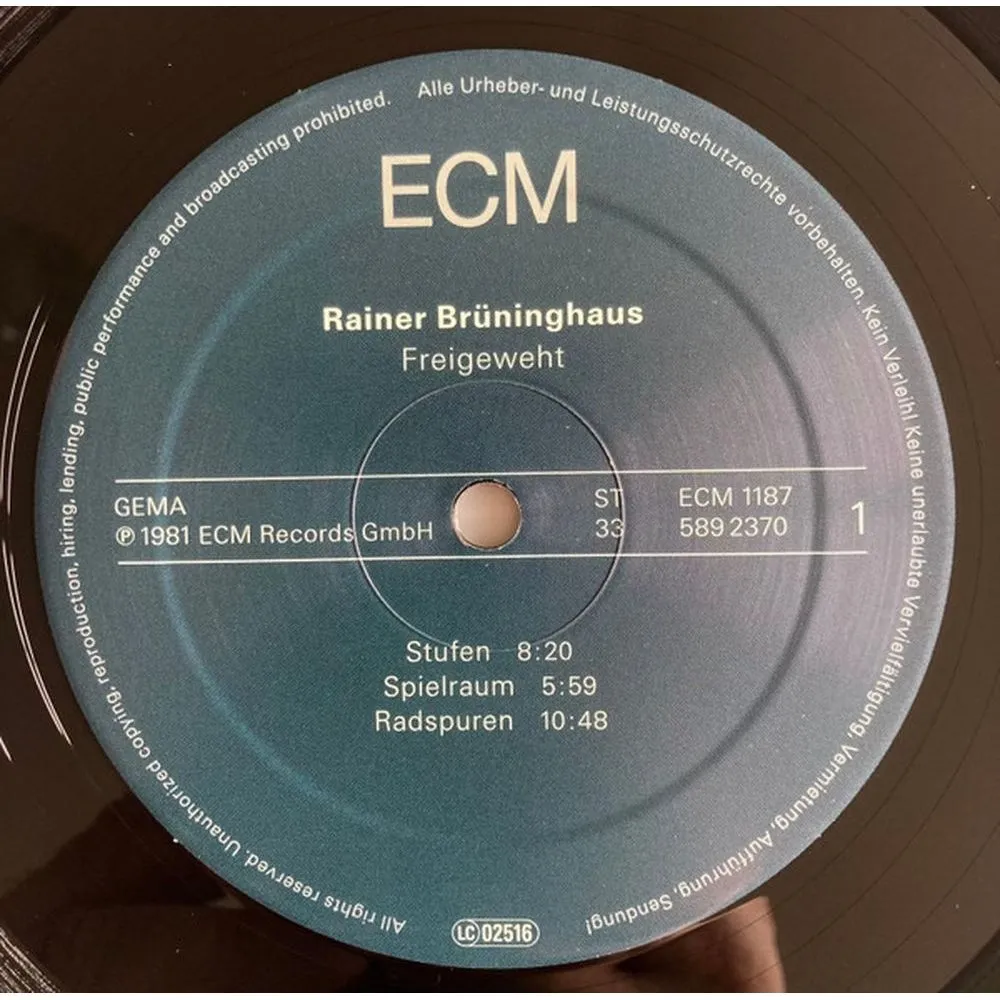 ECM
Rainer Brüninghaus
Freigeweht
GEMA
℗ 1981 ECM Records GmbH
ST
33
ECM 1187
589 2370
1
Stufen 8:20
Spielraum 5:59
Radspuren 10:48
LC 02516
All rights reserved. Unauthorized copying, reproduction, hiring, lending, public performance and broadcasting prohibited.
Alle Urheber- und Leistungsschutzrechte vorbehalten. Kein Verleih! Keine unerlaubte Vervielfältigung, Vermietung, Aufführung, Sendung!